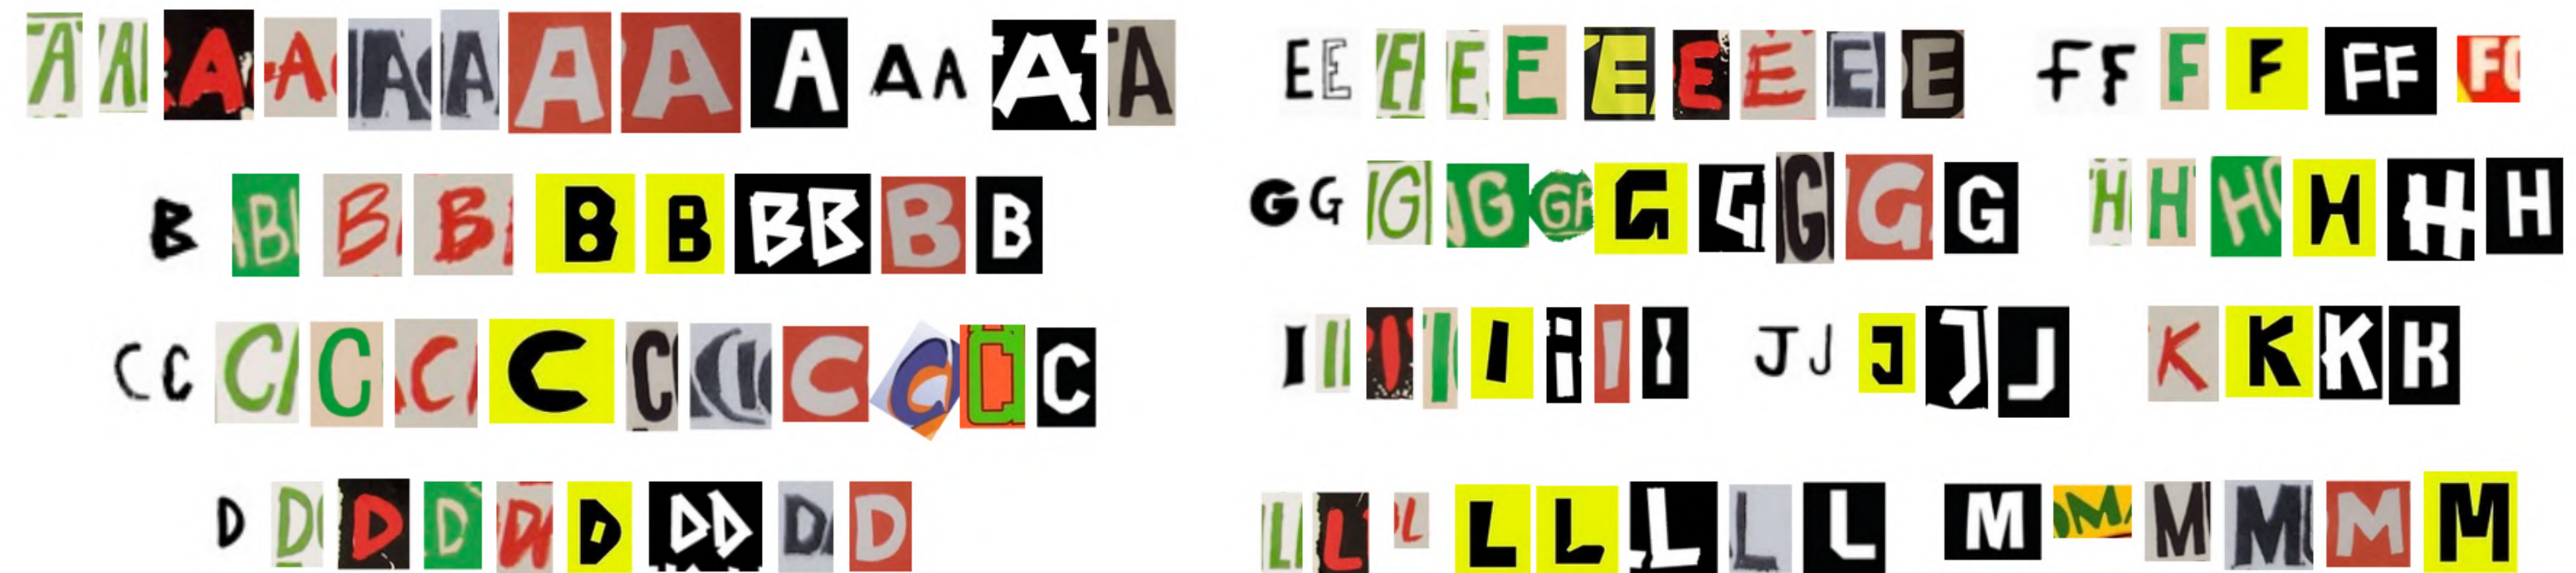 A A A A A A A A A A A A A E E E E E E E E E E F F F F FF F
B B B B B B BB B B G G G G G G G G G G H H H H H H
C C C C C C C C C C C C I I I I I i I I J J J J J K K K K
D D D D D D DD D D L L L L L L L L M M M M M M